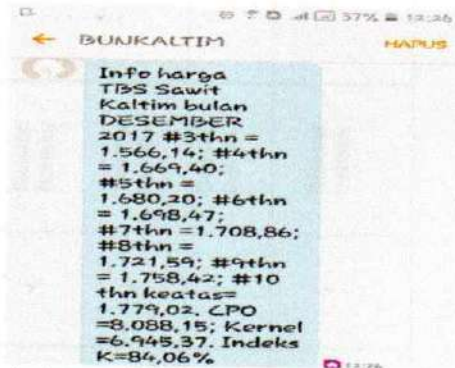 37% 12:26
BUNKALTIM
HAPUS
Info harga
TBS Sawit
Kaltim bulan
DESEMBER
2017 #3thn =
1.566,14; #4thn
= 1.669,40;
#5thn =
1.680,20; #6thn
= 1.698,47;
#7thn =1.708,86;
#8thn =
1.721,59; #9thn
= 1.758,42; #10
thn keatas=
1.779,02. CPO
=8.088,15; Kernel
=6.945,37. Indeks
K=84,06%
12:26